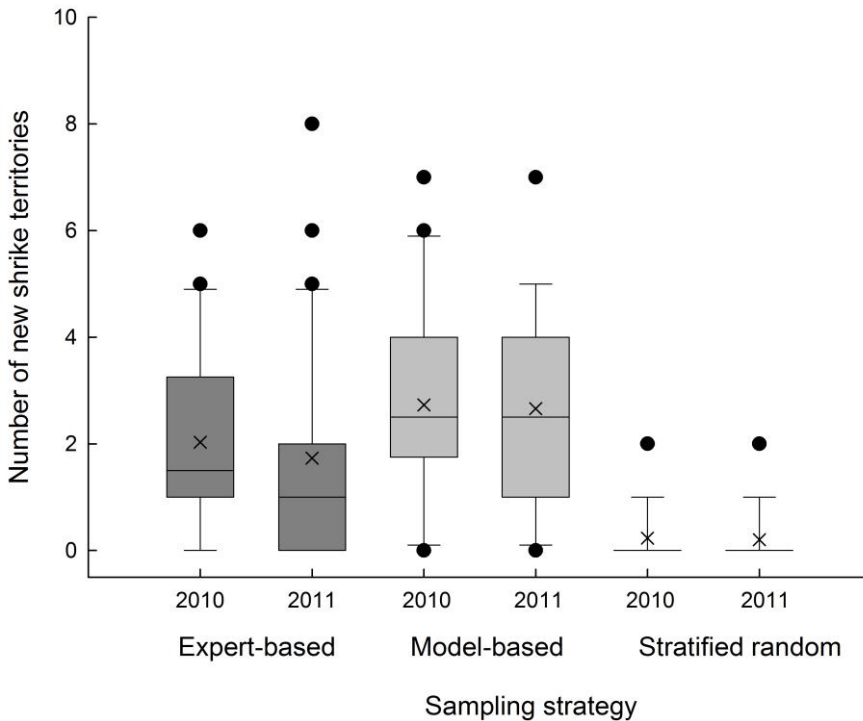 Number of new shrike territories
10
8
6
4
2
0
2010 2011 2010 2011 2010 2011
Expert-based Model-based Stratified random
Sampling strategy